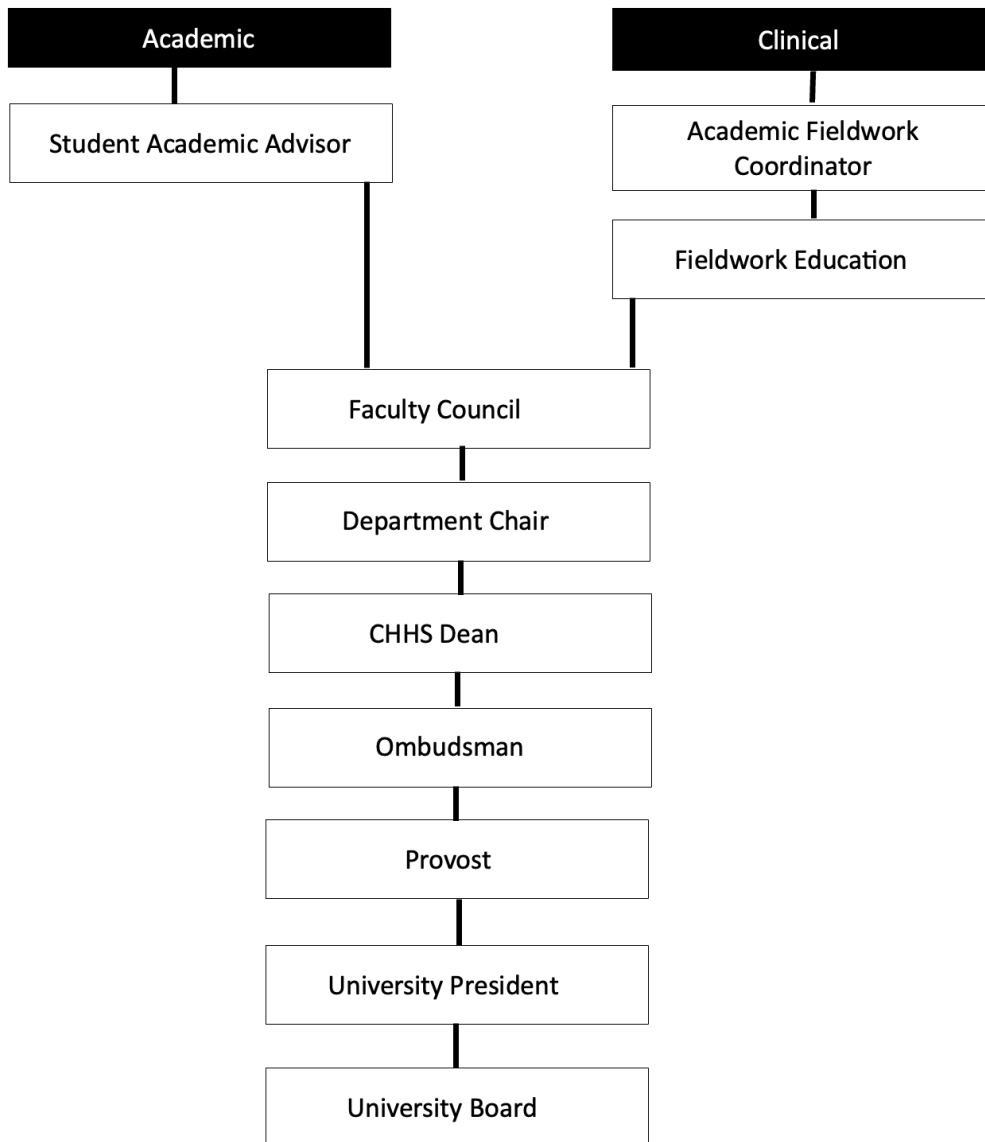 Academic
Clinical
Student Academic Advisor
Academic Fieldwork
Coordinator
Fieldwork Education
Faculty Council
Department Chair
CHHS Dean
Ombudsman
Provost
University President
University Board